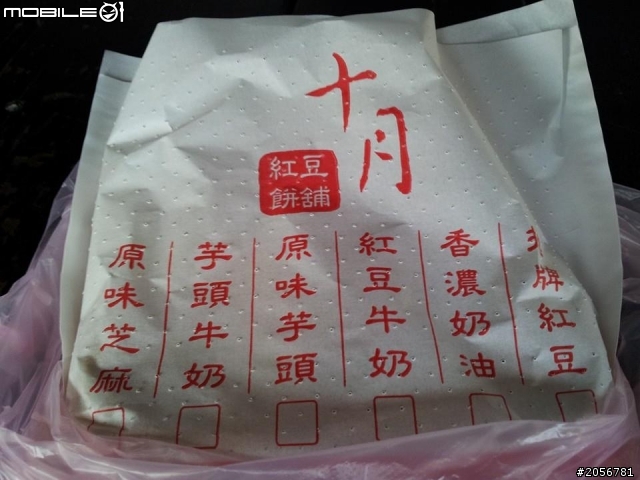 MOBILE01
十月
紅豆
餅舖
招牌紅豆
香濃奶油
紅豆牛奶
原味芋頭
芋頭牛奶
原味芝麻
#2056781